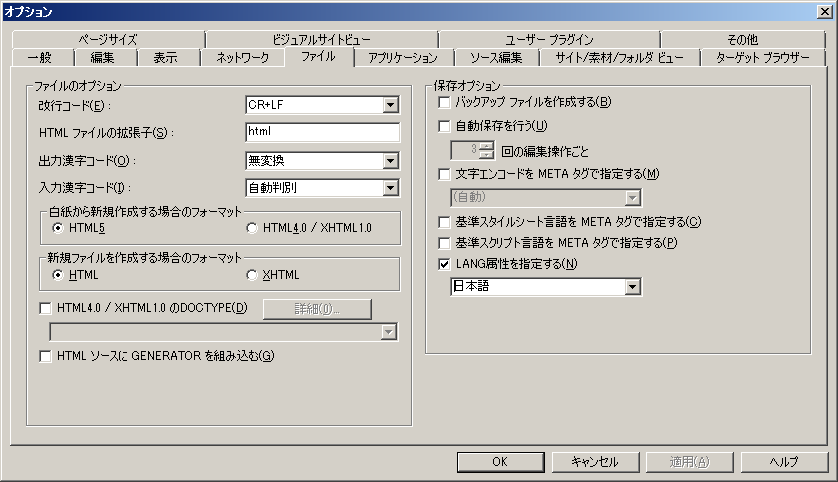 オプション
ページサイズ
ビジュアルサイトビュー
ユーザー プラグイン
その他
一般
編集
表示
ネットワーク
ファイル
アプリケーション
ソース編集
サイト/素材/フォルダ ビュー
ターゲット ブラウザー
ファイルのオプション
改行コード(E):
CR+LF
HTML ファイルの拡張子(S):
html
出力漢字コード(O):
無変換
入力漢字コード(I):
自動判別
白紙から新規作成する場合のフォーマット
HTML5
HTML4.0 / XHTML1.0
新規ファイルを作成する場合のフォーマット
HTML
XHTML
HTML4.0 / XHTML1.0 のDOCTYPE(D)
詳細(J)...
HTML ソースに GENERATOR を組み込む(G)
保存オプション
バックアップ ファイルを作成する(B)
自動保存を行う(U)
3 回の編集操作ごと
文字エンコードを META タグで指定する(M)
(自動)
基準スタイルシート言語を META タグで指定する(C)
基準スクリプト言語を META タグで指定する(P)
LANG属性を指定する(N)
日本語
OK
キャンセル
適用(A)
ヘルプ